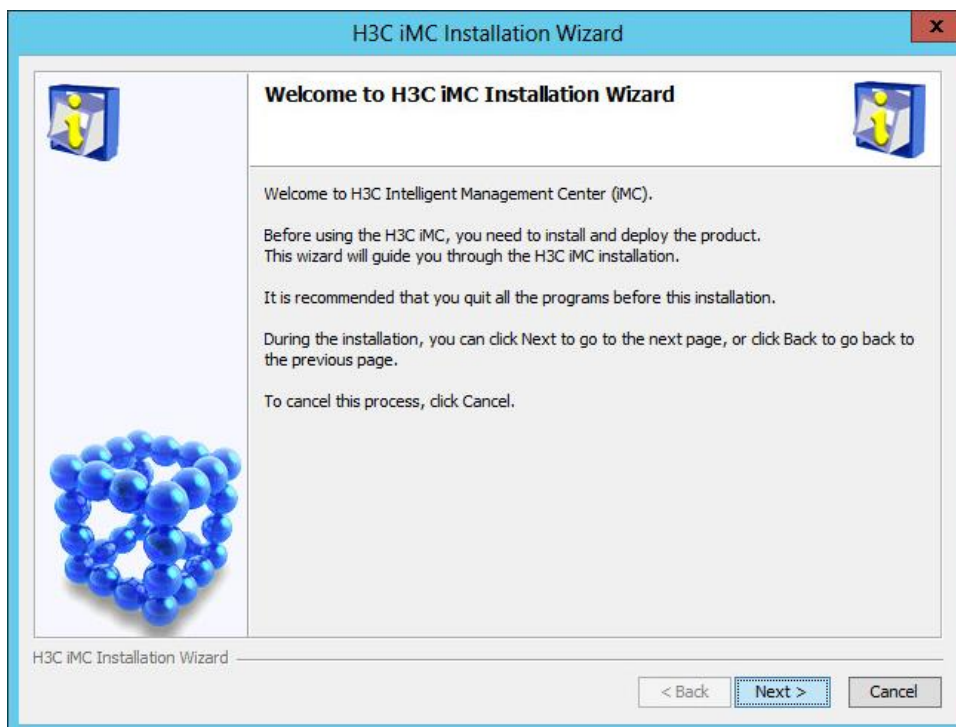 H3C iMC Installation Wizard
x
Welcome to H3C iMC Installation Wizard
Welcome to H3C Intelligent Management Center (iMC).
Before using the H3C iMC, you need to install and deploy the product.
This wizard will guide you through the H3C iMC installation.
It is recommended that you quit all the programs before this installation.
During the installation, you can click Next to go to the next page, or click Back to go back to
the previous page.
To cancel this process, click Cancel.
H3C iMC Installation Wizard
< Back   Next >   Cancel